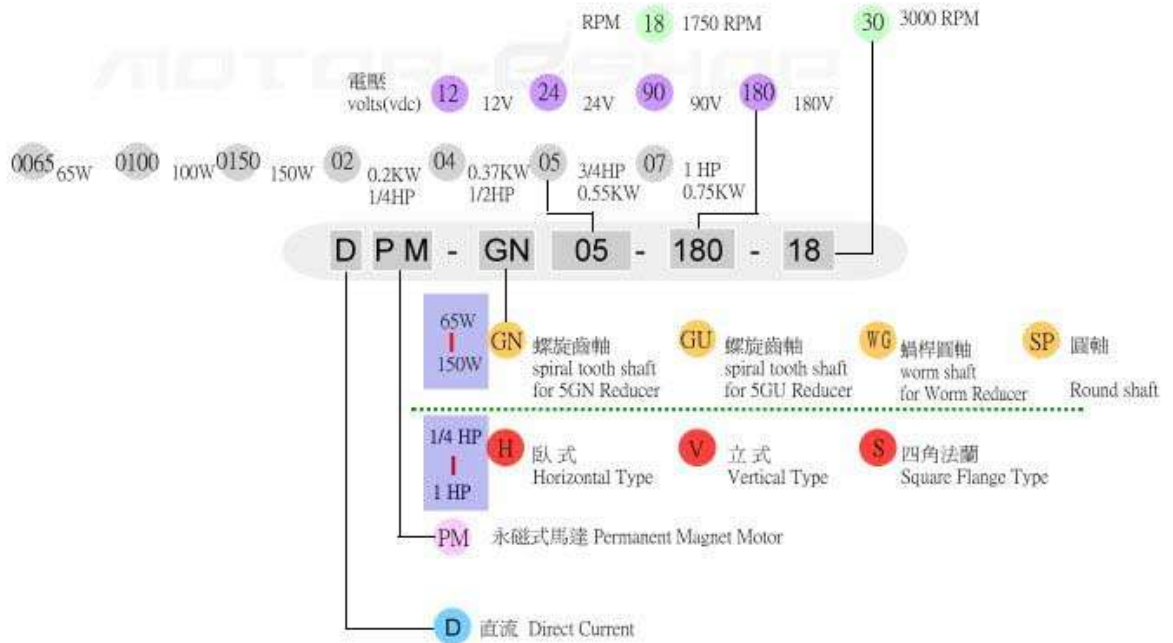 MOTOR-eSHOP
RPM 18 1750 RPM 30 3000 RPM
電壓
volts(vdc) 12 12V 24 24V 90 90V 180 180V
0065 65W 0100 100W 0150 150W 02 0.2KW 04 0.37KW 05 3/4HP 07 1 HP
1/4HP 1/2HP 0.55KW 0.75KW
D PM - GN 05 - 180 - 18
65W
150W
GN 螺旋齒軸
spiral tooth shaft
for 5GN Reducer
GU 螺旋齒軸
spiral tooth shaft
for 5GU Reducer
WG 蝸桿圓軸
worm shaft
for Worm Reducer
SP 圓軸
Round shaft
1/4 HP
1 HP
H 臥式
Horizontal Type
V 立式
Vertical Type
S 四角法蘭
Square Flange Type
PM 永磁式馬達 Permanent Magnet Motor
D 直流 Direct Current